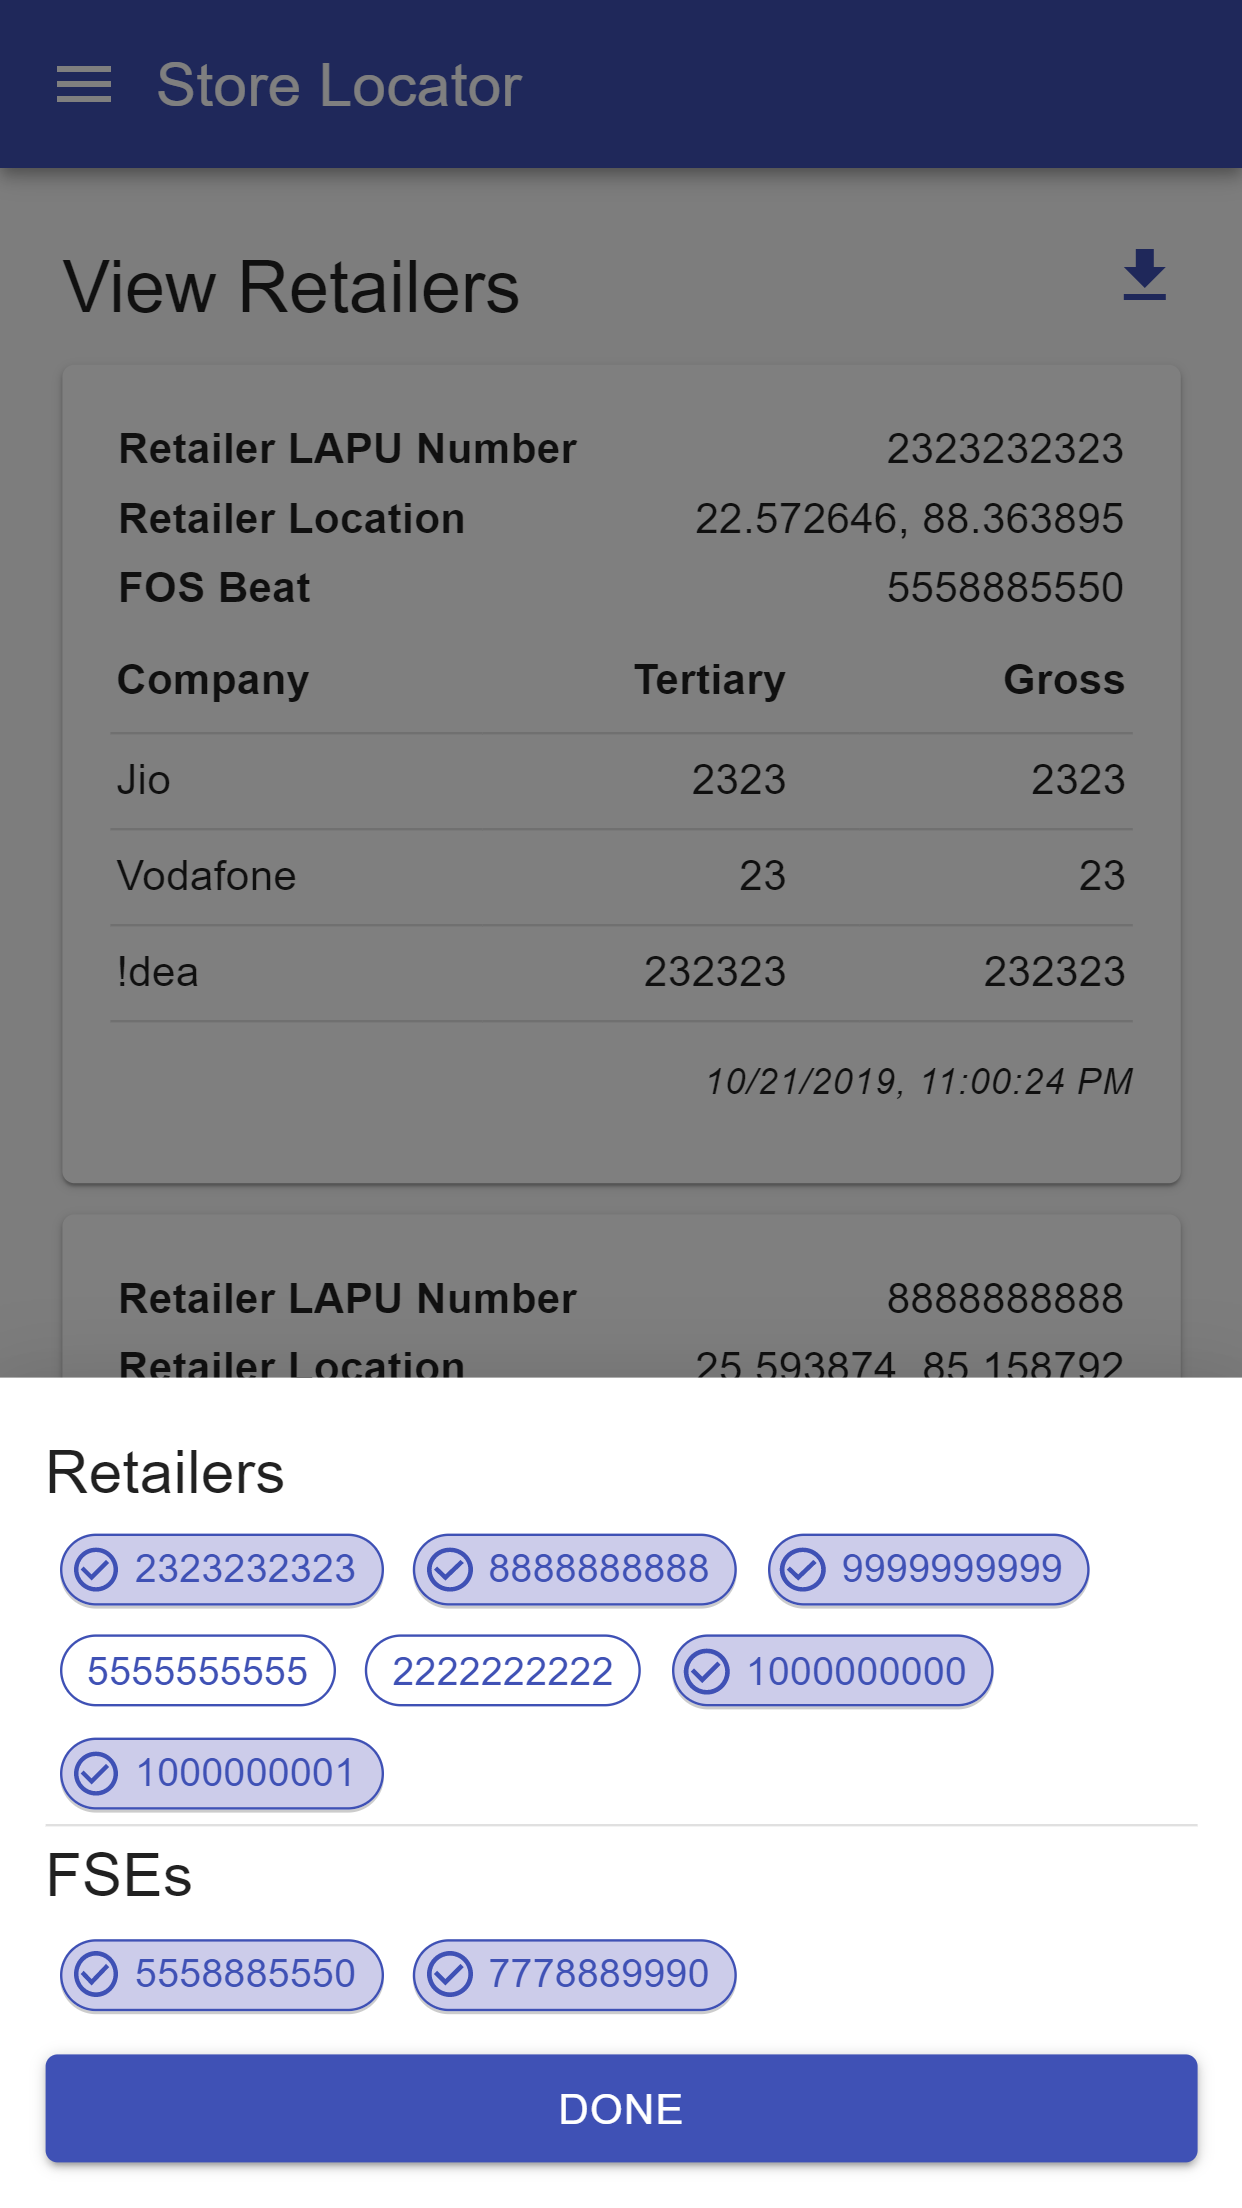 Store Locator
View Retailers
Retailer LAPU Number 2323232323
Retailer Location 22.572646, 88.363895
FOS Beat 5558885550
Company Tertiary Gross
Jio 2323 2323
Vodafone 23 23
!dea 232323 232323
10/21/2019, 11:00:24 PM
Retailer LAPU Number 8888888888
Retailer Location 25.593874, 85.158792
Retailers
2323232323 8888888888 9999999999
5555555555 2222222222 1000000000
1000000001
FSEs
5558885550 7778889990
DONE